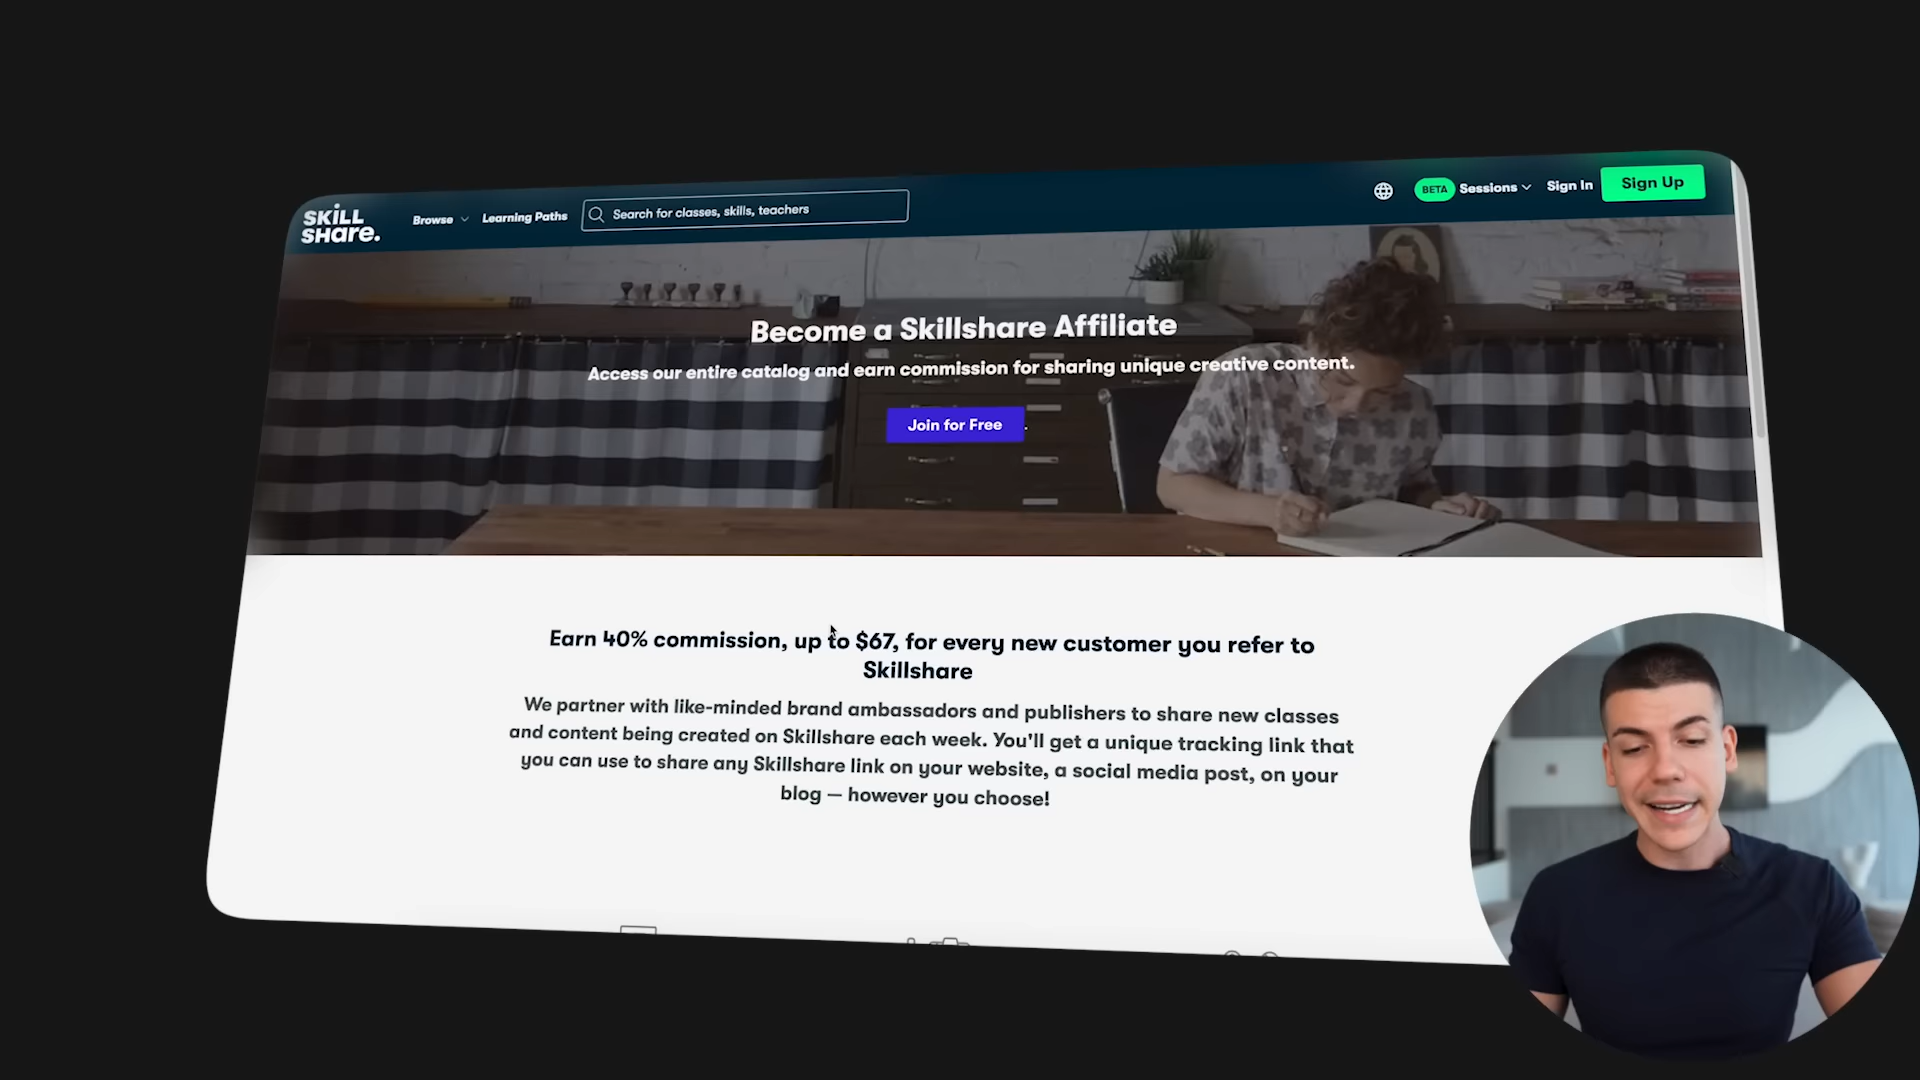 SKILL
SHare.
Browse
Learning Paths
Search for classes, skills, teachers
BETA
Sessions
Sign In
Sign Up
Become a Skillshare Affiliate
Access our entire catalog and earn commission for sharing unique creative content.
Join for Free
.
Earn 40% commission, up to $67, for every new customer you refer to
Skillshare
We partner with like-minded brand ambassadors and publishers to share new classes
and content being created on Skillshare each week. You'll get a unique tracking link that
you can use to share any Skillshare link on your website, a social media post, on your
blog — however you choose!